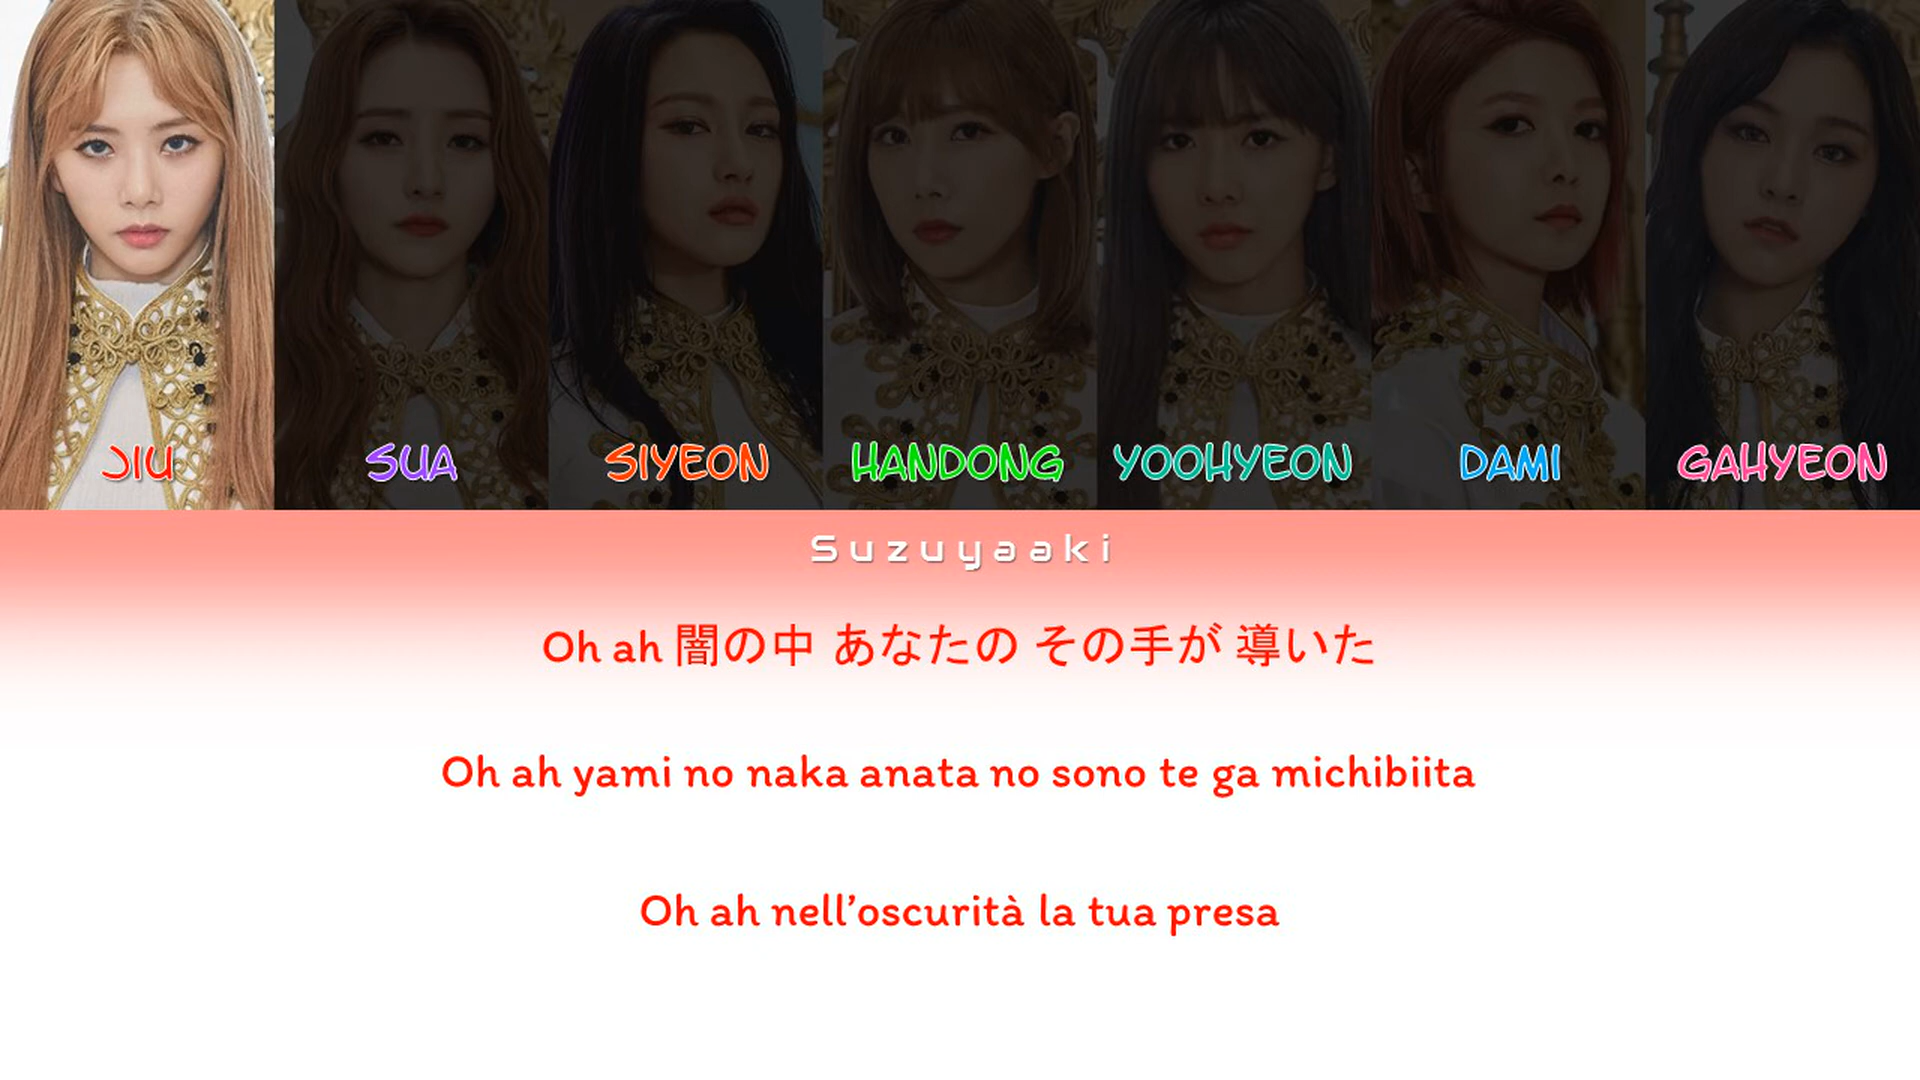 JIU SUA SIYEON HANDONG YOOHYEON DAMI GAHYEON
Suzuyaaki
Oh ah 闇の中 あなたの その手が 導いた
Oh ah yami no naka anata no sono te ga michibiita
Oh ah nell’oscurità la tua presa